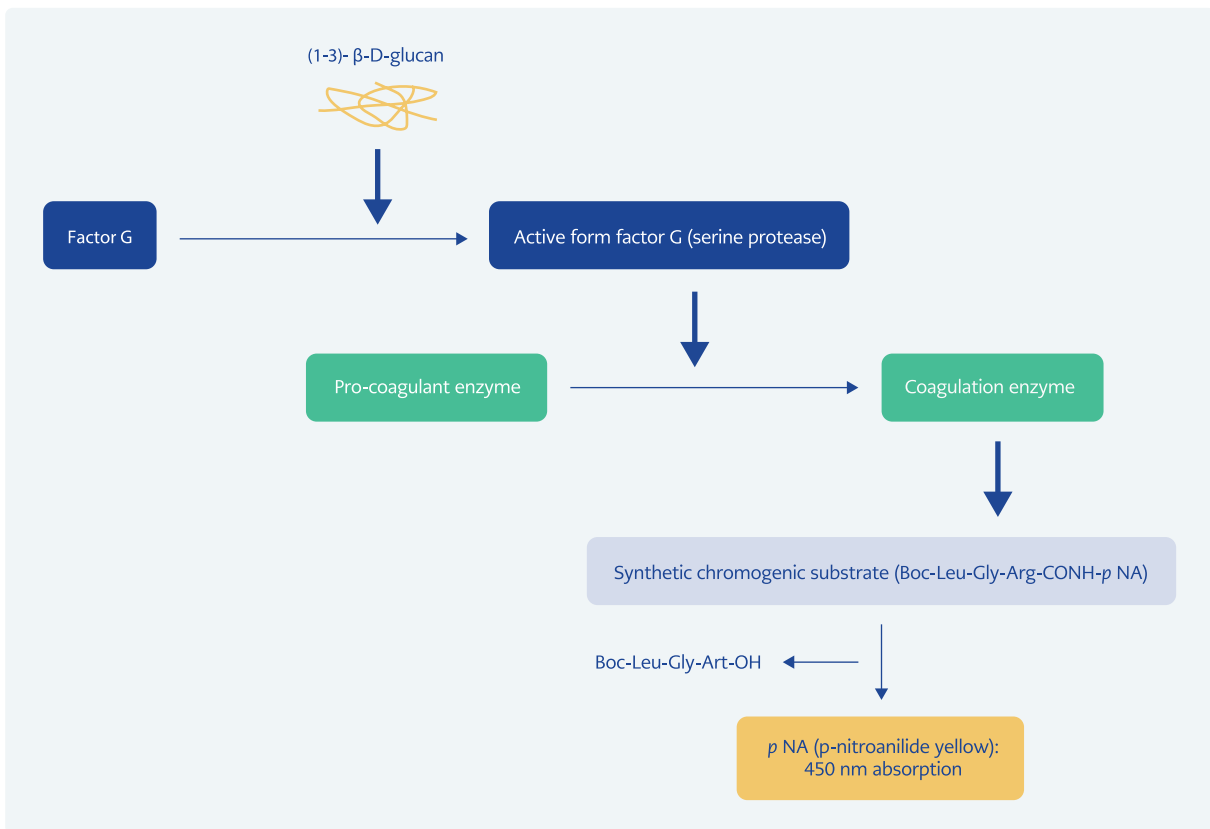 (1-3)- β-D-glucan
Factor G
Active form factor G (serine protease)
Pro-coagulant enzyme
Coagulation enzyme
Synthetic chromogenic substrate (Boc-Leu-Gly-Arg-CONH-p NA)
Boc-Leu-Gly-Art-OH
p NA (p-nitroanilide yellow):
450 nm absorption